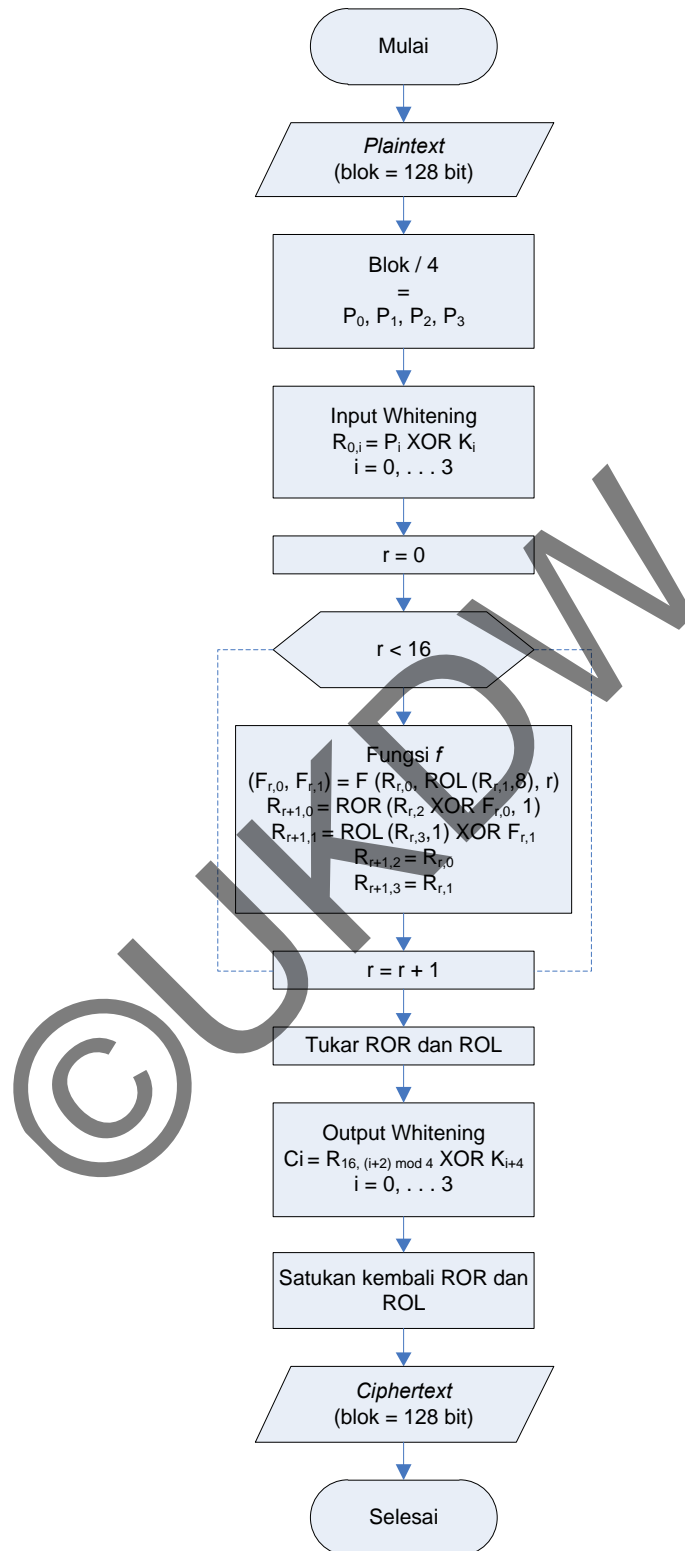 Mulai
Plaintext
(blok = 128 bit)
Blok / 4
=
P0, P1, P2, P3
Input Whitening
R0,i = Pi XOR Ki
i = 0, . . . 3
r = 0
r < 16
Fungsi f
(Fr,0, Fr,1) = F (Rr,0, ROL (Rr,1,8), r)
Rr+1,0 = ROR (Rr,2 XOR Fr,0, 1)
Rr+1,1 = ROL (Rr,3,1) XOR Fr,1
Rr+1,2 = Rr,0
Rr+1,3 = Rr,1
r = r + 1
Tukar ROR dan ROL
Output Whitening
Ci = R16, (i+2) mod 4 XOR Ki+4
i = 0, . . . 3
Satukan kembali ROR dan
ROL
Ciphertext
(blok = 128 bit)
Selesai
©UKDW